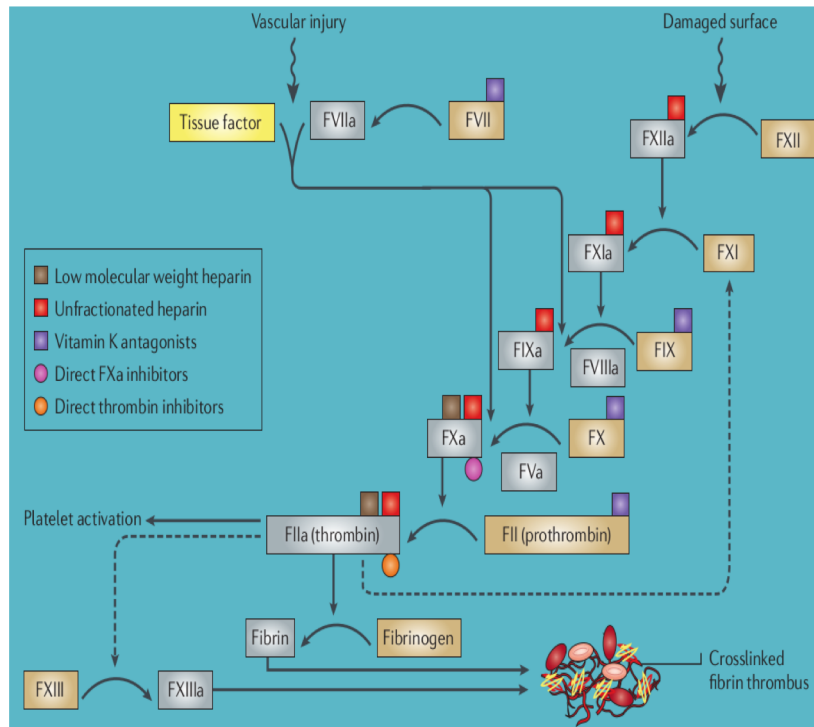 Vascular injury
Damaged surface
Tissue factor
FVIIa
FVII
FXIIa
FXII
FXIa
FXI
Low molecular weight heparin
Unfractionated heparin
Vitamin K antagonists
Direct FXa inhibitors
Direct thrombin inhibitors
FIXa
FVIIIa
FIX
FXa
FVa
FX
Platelet activation
FIIa (thrombin)
FII (prothrombin)
Fibrin
Fibrinogen
FXIII
FXIIIa
Crosslinked
fibrin thrombus